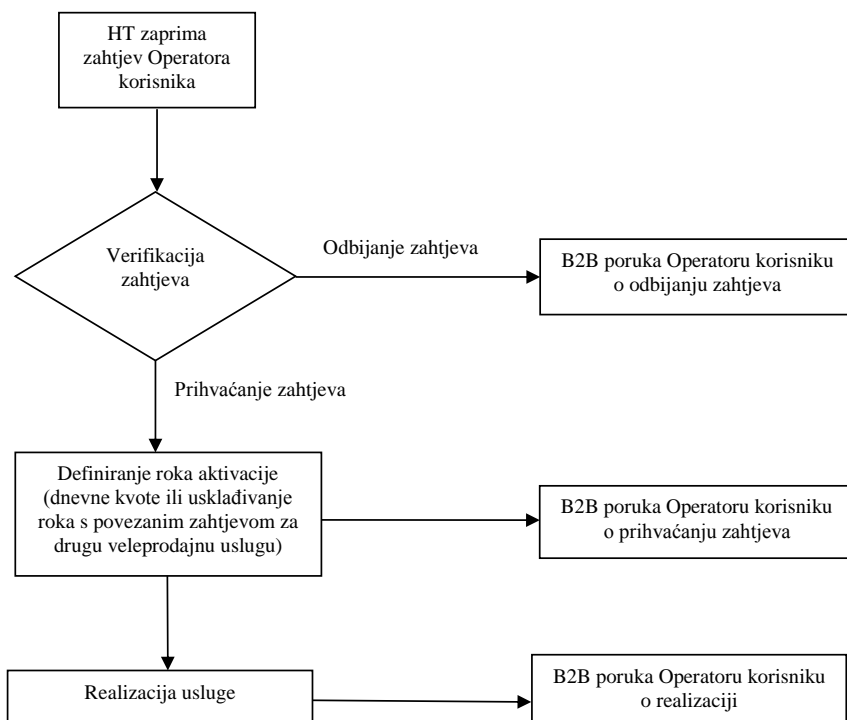 HT zaprima
zahtjev Operatora
korisnika
Verifikacija
zahtjeva
Odbijanje zahtjeva
B2B poruka Operatoru korisniku
o odbijanju zahtjeva
Prihvaćanje zahtjeva
Definiranje roka aktivacije
(dnevne kvote ili usklađivanje
roka s povezanim zahtjevom za
drugu veleprodajnu uslugu)
B2B poruka Operatoru korisniku
o prihvaćanju zahtjeva
Realizacija usluge
B2B poruka Operatoru korisniku
o realizaciji